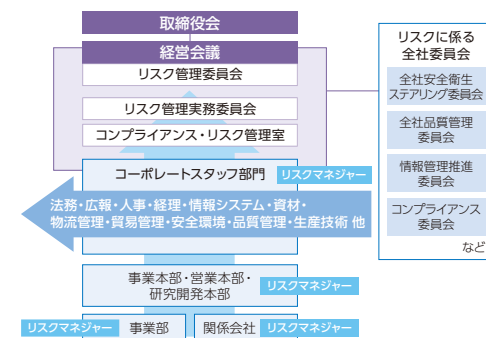 取締役会
経営会議
リスク管理委員会
リスク管理実務委員会
コンプライアンス・リスク管理室
コーポレートスタッフ部門
リスクマネジャー
法務・広報・人事・経理・情報システム・資材・
物流管理・貿易管理・安全環境・品質管理・生産技術 他
事業本部・営業本部・
研究開発本部
リスクマネジャー
リスクマネジャー
事業部
関係会社
リスクマネジャー
リスクに係る
全社委員会
全社安全衛生
ステアリング委員会
全社品質管理
委員会
情報管理推進
委員会
コンプライアンス
委員会
など